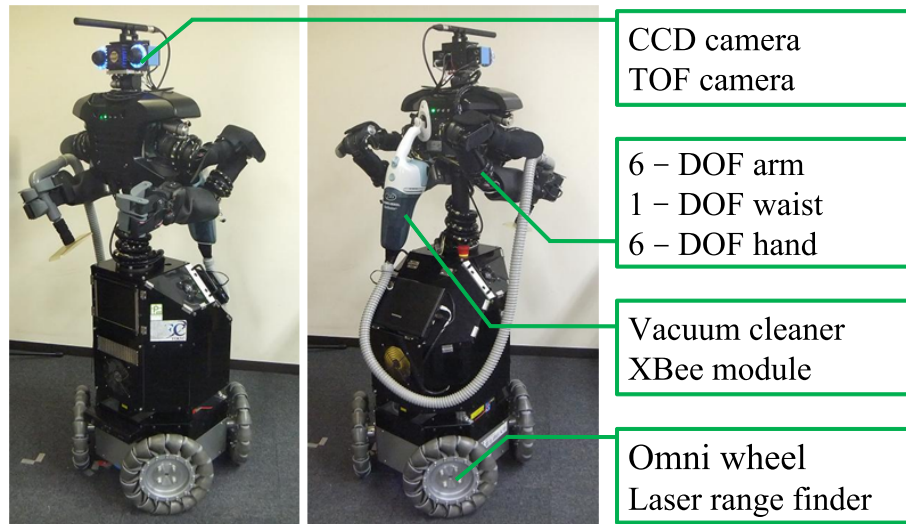 CCD camera
TOF camera
6 – DOF arm
1 – DOF waist
6 – DOF hand
Vacuum cleaner
XBee module
Omni wheel
Laser range finder